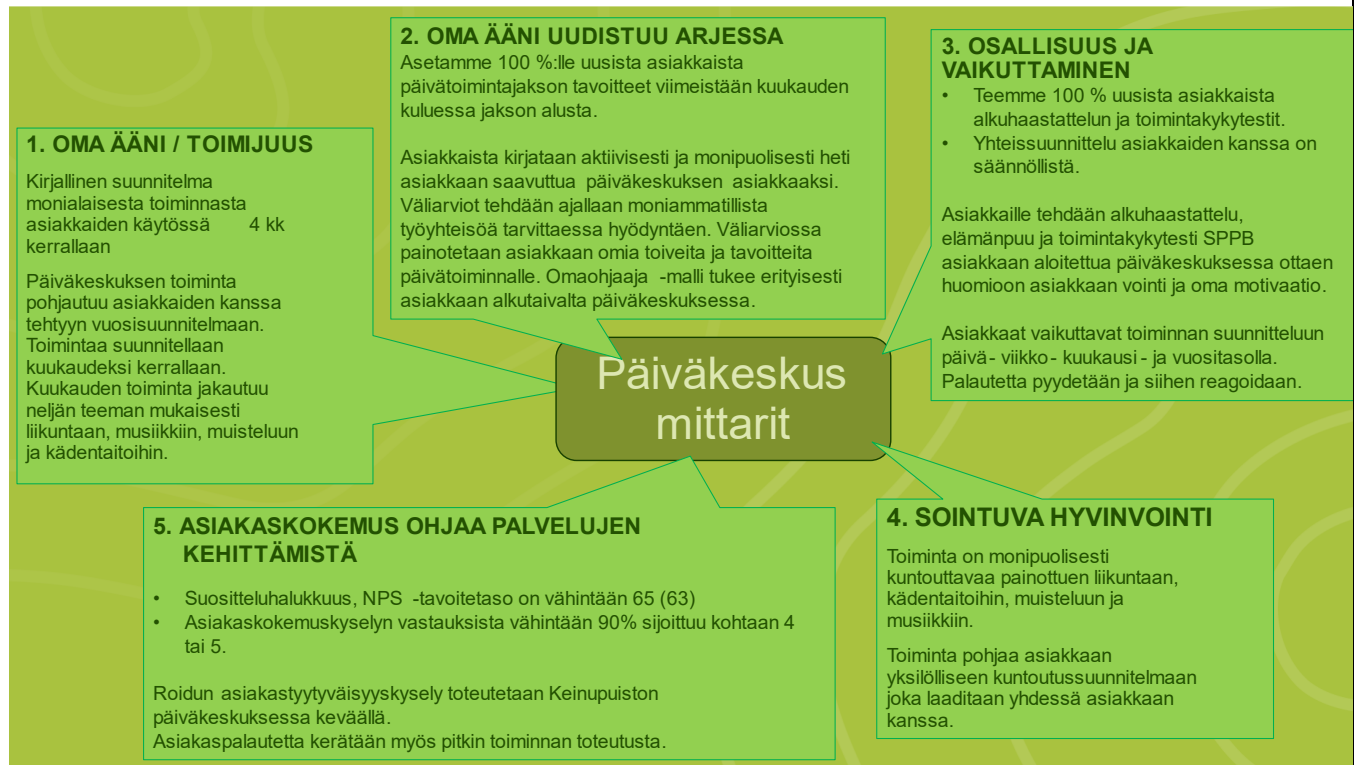 1. OMA ÄÄNI / TOIMIJUUS
Kirjallinen suunnitelma
monialaisesta toiminnasta
asiakkaiden käytössä 4 kk
kerrallaan
Päiväkeskuksen toiminta
pohjautuu asiakkaiden kanssa
tehtyyn vuosisuunnitelmaan.
Toimintaa suunnitellaan
kuukaudeksi kerrallaan.
Kuukauden toiminta jakautuu
neljän teeman mukaisesti
liikuntaan, musiikkiin, muisteluun
ja kädentaitoihin.
2. OMA ÄÄNI UUDISTUU ARJESSA
Asetamme 100 %:lle uusista asiakkaista
päivätoimintajakson tavoitteet viimeistään kuukauden
kuluessa jakson alusta.
Asiakkaista kirjataan aktiivisesti ja monipuolisesti heti
asiakkaan saavuttua päiväkeskuksen asiakkaaksi.
Väliarviot tehdään ajallaan moniammatillista
työyhteisöä tarvittaessa hyödyntäen. Väliarviossa
painotetaan asiakkaan omia toiveita ja tavoitteita
päivätoiminnalle. Omaohjaaja -malli tukee erityisesti
asiakkaan alkutaivalta päiväkeskuksessa.
3. OSALLISUUS JA
VAIKUTTAMINEN
• Teemme 100 % uusista asiakkaista
alkuhaastattelun ja toimintakykytestit.
• Yhteissuunnittelu asiakkaiden kanssa on
säännöllistä.
Asiakkaille tehdään alkuhaastattelu,
elämänpuu ja toimintakykytesti SPPB
asiakkaan aloitettua päiväkeskuksessa ottaen
huomioon asiakkaan vointi ja oma motivaatio.
Asiakkaat vaikuttavat toiminnan suunnitteluun
päivä- viikko- kuukausi- ja vuositasolla.
Palautetta pyydetään ja siihen reagoidaan.
Päiväkeskus
mittarit
4. SOINTUVA HYVINVOINTI
Toiminta on monipuolisesti
kuntouttavaa painottuen liikuntaan,
kädentaitoihin, muisteluun ja
musiikkiin.
Toiminta pohjaa asiakkaan
yksilölliseen kuntoutussuunnitelmaan
joka laaditaan yhdessä asiakkaan
kanssa.
5. ASIAKASKOKEMUS OHJAA PALVELUJEN
KEHITTÄMISTÄ
• Suositteluhalukkuus, NPS -tavoitetaso on vähintään 65 (63)
• Asiakaskokemuskyselyn vastauksista vähintään 90% sijoittuu kohtaan 4
tai 5.
Roidun asiakastyytyväisyyskysely toteutetaan Keinupuiston
päiväkeskuksessa keväällä.
Asiakaspalautetta kerätään myös pitkin toiminnan toteutusta.